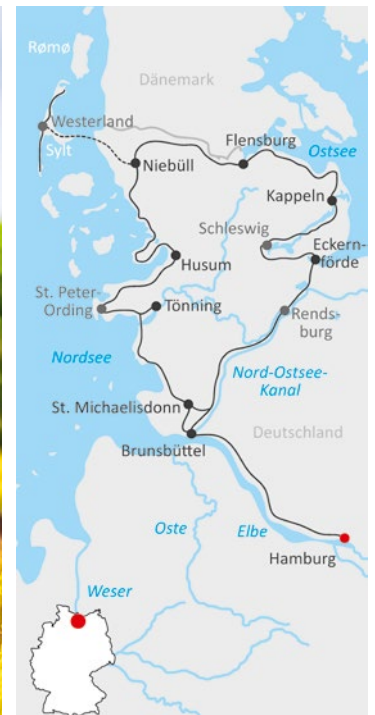 Rømø
Dänemark
Westerland
Sylt
Flensburg
Ostsee
Niebüll
Kappeln
Schleswig
Eckern-
förde
Husum
St. Peter-
Ording
Tönning
Rends-
burg
Nordsee
Nord-Ostsee-
Kanal
St. Michaelisdonn
Deutschland
Brunsbüttel
Oste
Elbe
Hamburg
Weser